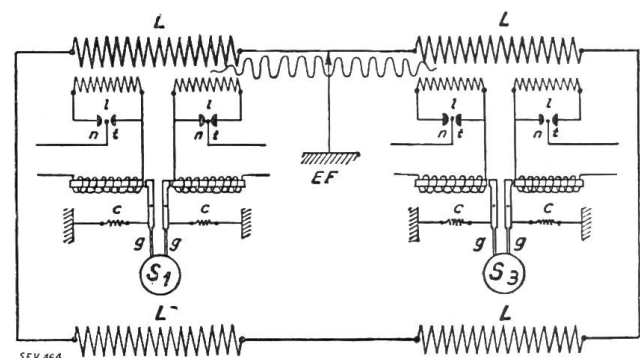 L L
l l l l
n t n t n t n t
EF
c c c c
g g g g
S1 S3
L L
SEV 464